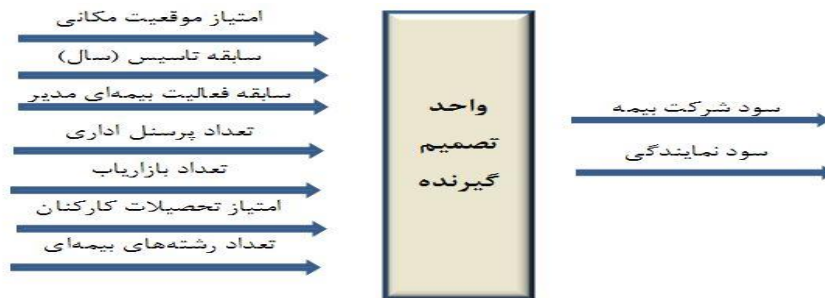 امتیاز موقعیت مکانی
سابقه تاسیس (سال)
سابقه فعالیت بیمه‌ای مدیر
تعداد پرسنل اداری
تعداد بازاریاب
امتیاز تحصیلات کارکنان
تعداد رشته‌های بیمه‌ای
واحد
تصمیم
گیرنده
سود شرکت بیمه
سود نمایندگی